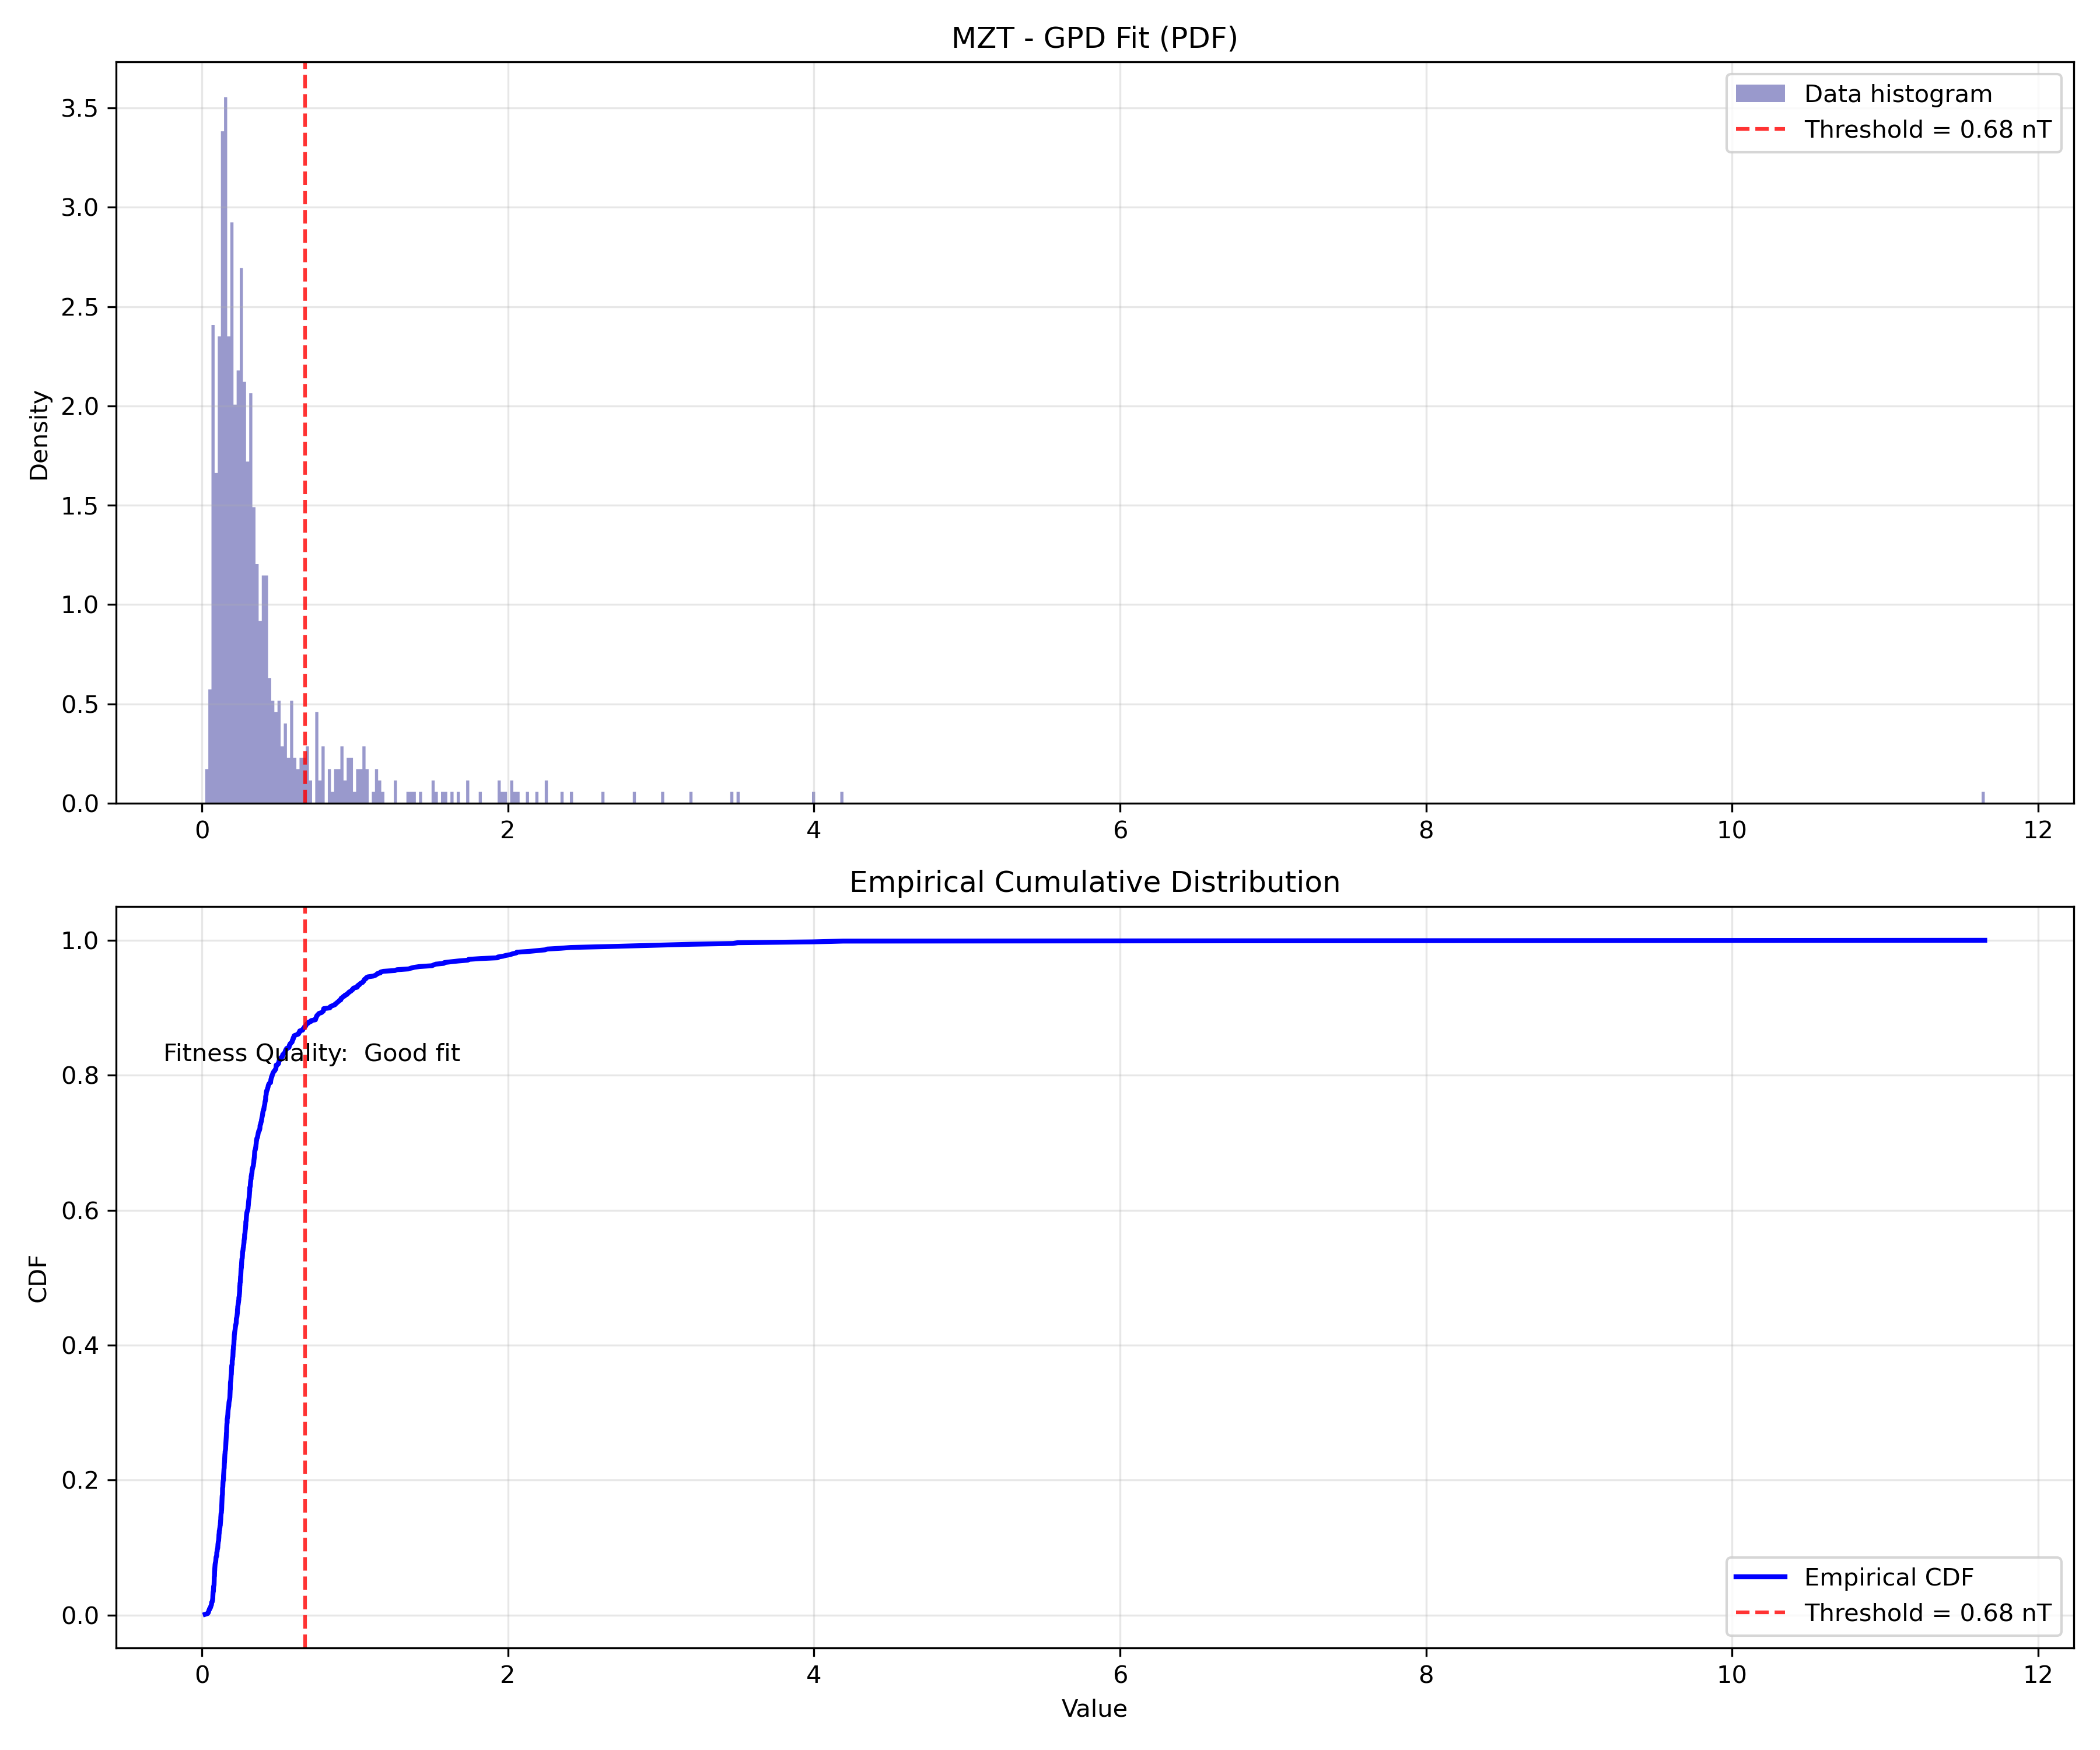 MZT - GPD Fit (PDF)
Data histogram
Threshold = 0.68 nT
Density
3.5
3.0
2.5
2.0
1.5
1.0
0.5
0.0
0 2 4 6 8 10 12
Empirical Cumulative Distribution
Fitness Quality:  Good fit
CDF
1.0
0.8
0.6
0.4
0.2
0.0
Empirical CDF
Threshold = 0.68 nT
0 2 4 6 8 10 12
Value